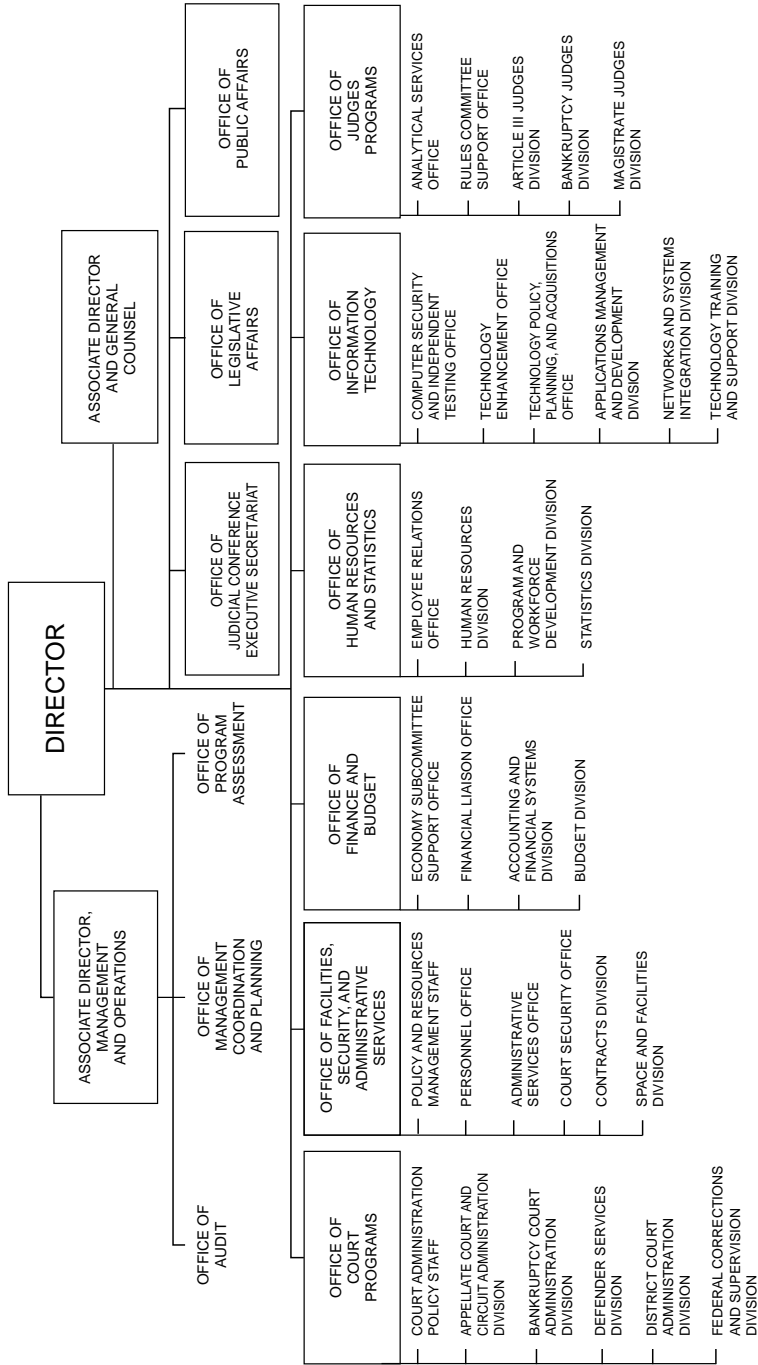 DIRECTOR
ASSOCIATE DIRECTOR,
MANAGEMENT
AND OPERATIONS
ASSOCIATE DIRECTOR
AND GENERAL
COUNSEL
OFFICE OF
AUDIT
OFFICE OF
MANAGEMENT
COORDINATION
AND PLANNING
OFFICE OF
PROGRAM
ASSESSMENT
OFFICE OF
JUDICIAL CONFERENCE
EXECUTIVE SECRETARIAT
OFFICE OF
LEGISLATIVE
AFFAIRS
OFFICE OF
PUBLIC AFFAIRS
OFFICE OF
COURT
PROGRAMS
COURT ADMINISTRATION
POLICY STAFF
APPELLATE COURT AND
CIRCUIT ADMINISTRATION
DIVISION
BANKRUPTCY COURT
ADMINISTRATION
DIVISION
DEFENDER SERVICES
DIVISION
DISTRICT COURT
ADMINISTRATION
DIVISION
FEDERAL CORRECTIONS
AND SUPERVISION
DIVISION
OFFICE OF FACILITIES,
SECURITY, AND
ADMINISTRATIVE
SERVICES
POLICY AND RESOURCES
MANAGEMENT STAFF
PERSONNEL OFFICE
ADMINISTRATIVE
SERVICES OFFICE
COURT SECURITY OFFICE
CONTRACTS DIVISION
SPACE AND FACILITIES
DIVISION
OFFICE OF
FINANCE AND
BUDGET
ECONOMY SUBCOMMITTEE
SUPPORT OFFICE
FINANCIAL LIAISON OFFICE
ACCOUNTING AND
FINANCIAL SYSTEMS
DIVISION
BUDGET DIVISION
OFFICE OF
HUMAN RESOURCES
AND STATISTICS
EMPLOYEE RELATIONS
OFFICE
HUMAN RESOURCES
DIVISION
PROGRAM AND
WORKFORCE
DEVELOPMENT DIVISION
STATISTICS DIVISION
OFFICE OF
INFORMATION
TECHNOLOGY
COMPUTER SECURITY
AND INDEPENDENT
TESTING OFFICE
TECHNOLOGY
ENHANCEMENT OFFICE
TECHNOLOGY POLICY,
PLANNING, AND ACQUISITIONS
OFFICE
APPLICATIONS MANAGEMENT
AND DEVELOPMENT
DIVISION
NETWORKS AND SYSTEMS
INTEGRATION DIVISION
TECHNOLOGY TRAINING
AND SUPPORT DIVISION
OFFICE OF
JUDGES
PROGRAMS
ANALYTICAL SERVICES
OFFICE
RULES COMMITTEE
SUPPORT OFFICE
ARTICLE III JUDGES
DIVISION
BANKRUPTCY JUDGES
DIVISION
MAGISTRATE JUDGES
DIVISION